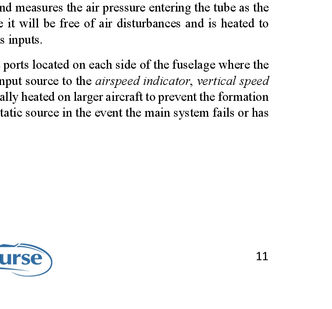 nd measures the air pressure entering the tube as the
it will be free of air disturbances and is heated to
s inputs.
ports located on each side of the fuselage where the
nput source to the airspeed indicator, vertical speed
ally heated on larger aircraft to prevent the formation
tatic source in the event the main system fails or has
urse
11